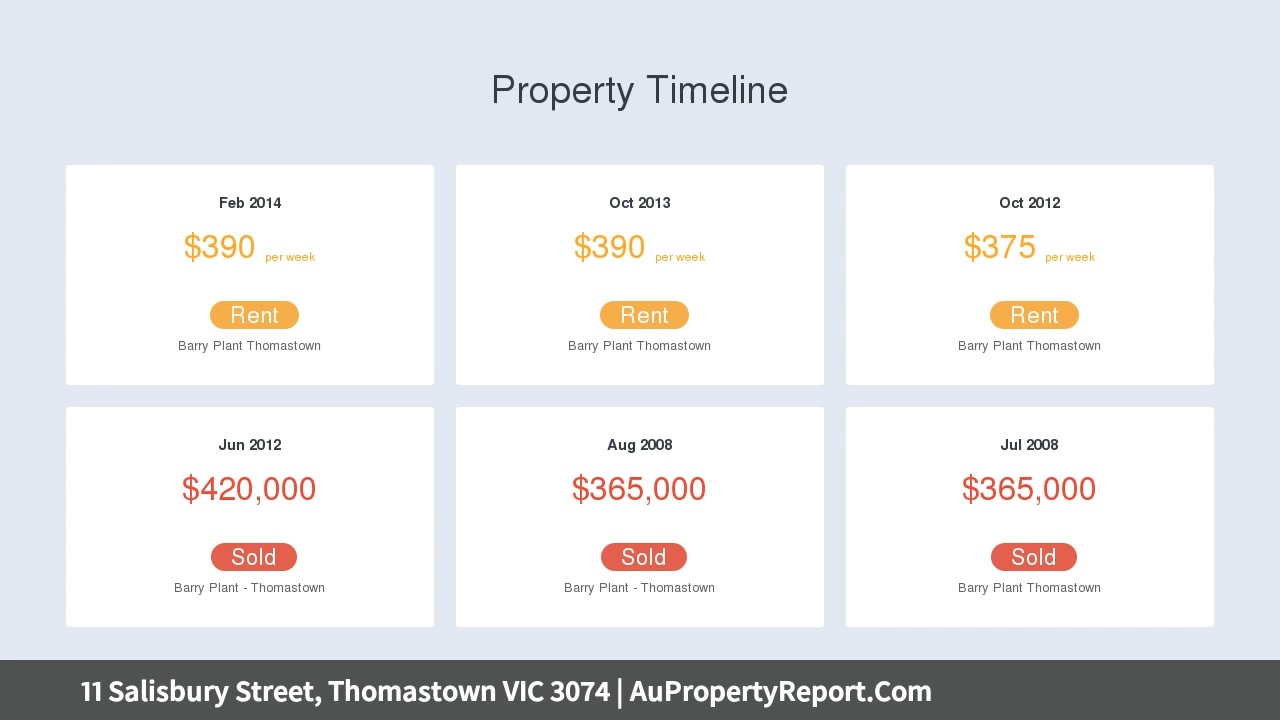 Property Timeline
Feb 2014
$390 per week
Rent
Barry Plant Thomastown
Oct 2013
$390 per week
Rent
Barry Plant Thomastown
Oct 2012
$375 per week
Rent
Barry Plant Thomastown
Jun 2012
$420,000
Sold
Barry Plant - Thomastown
Aug 2008
$365,000
Sold
Barry Plant - Thomastown
Jul 2008
$365,000
Sold
Barry Plant Thomastown
11 Salisbury Street, Thomastown VIC 3074 | AuPropertyReport.Com